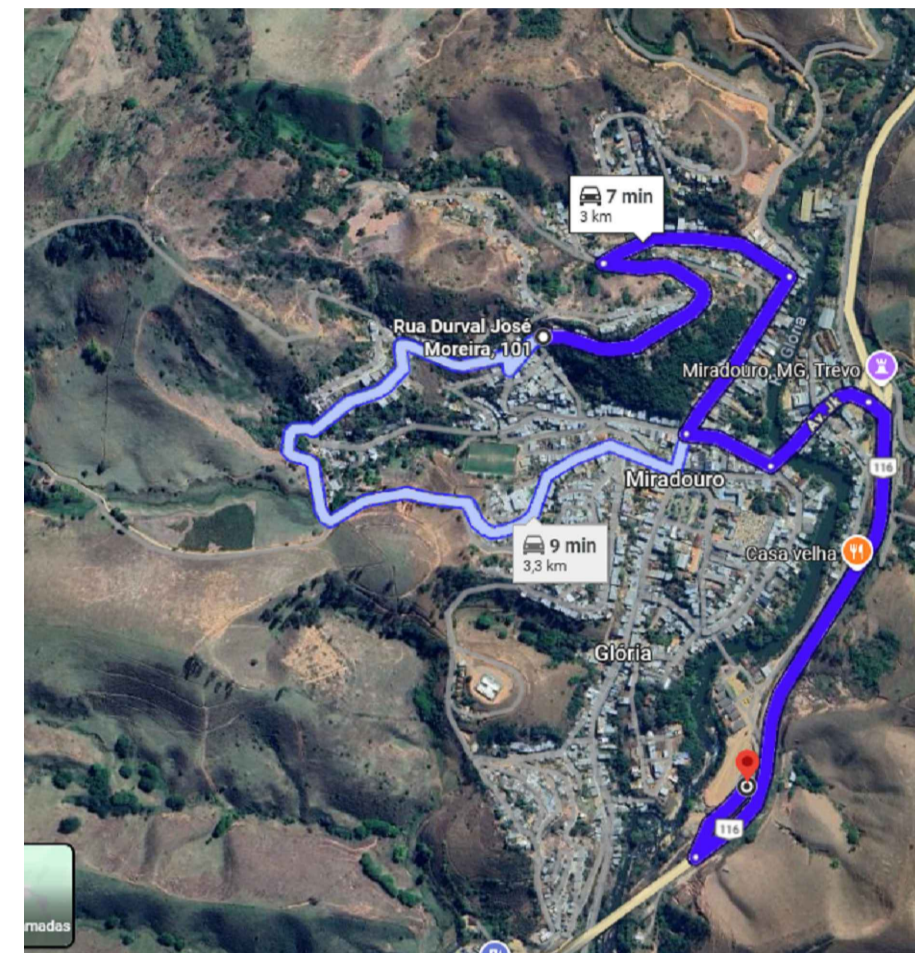 7 min
3 km
Rua Durval José
Moreira, 101
Glória
Miradouro, MG, Trevo
116
Miradouro
9 min
3,3 km
Casa velha
Glória
116
madas